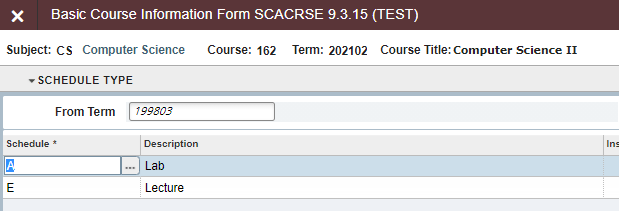 Basic Course Information Form SCACRSE 9.3.15 (TEST)
Subject: CS Computer Science Course: 162 Term: 202102 Course Title: Computer Science II
SCHEDULE TYPE
From Term 199803
Schedule * Description Ins
A ... Lab
E Lecture